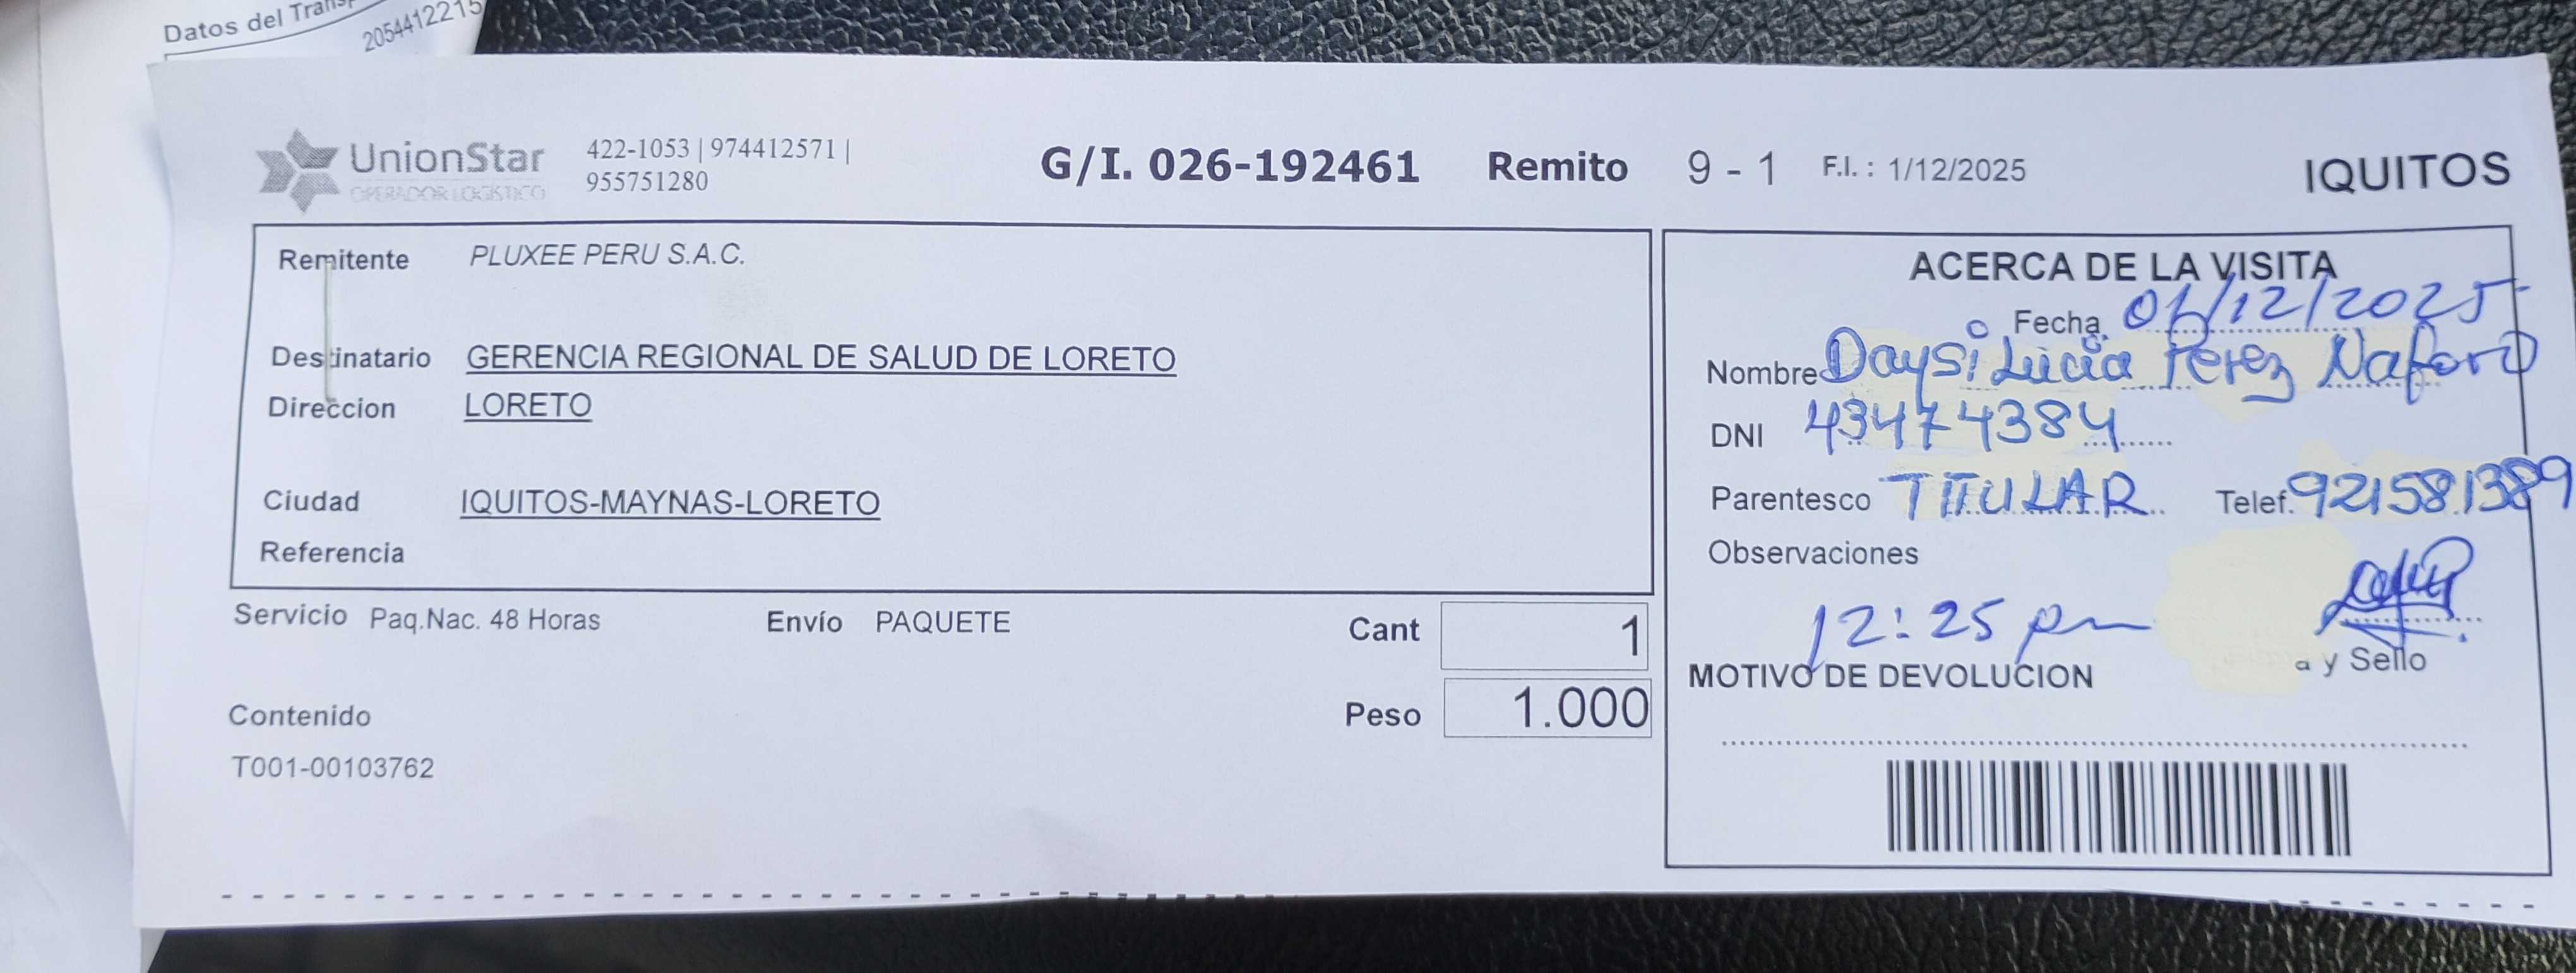 Datos del Trans
2054412215
UnionStar
OPERADOR LOGISTICO
422-1053 | 974412571 |
955751280
G/I. 026-192461 Remito 9 - 1 F.I. : 1/12/2025 IQUITOS
Remitente PLUXEE PERU S.A.C.
Destinatario GERENCIA REGIONAL DE SALUD DE LORETO
Direccion LORETO
Ciudad IQUITOS-MAYNAS-LORETO
Referencia
Servicio Paq.Nac. 48 Horas Envío PAQUETE Cant 1
Peso 1.000
Contenido
T001-00103762
ACERCA DE LA VISITA
Fecha 01/12/2025
Nombre Daysi Lucia Perez Naforo
DNI 43474384
Parentesco TITULAR Telef. 921581389
Observaciones
12:25 pm
a y Sello
MOTIVO DE DEVOLUCION